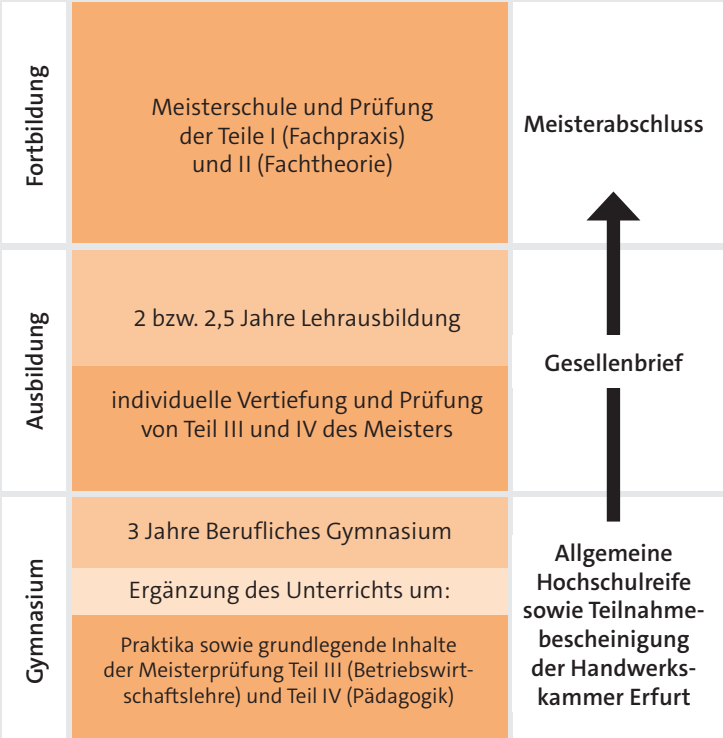 Fortbildung
Meisterschule und Prüfung
der Teile I (Fachpraxis)
und II (Fachtheorie)
Meisterabschluss
Ausbildung
2 bzw. 2,5 Jahre Lehrausbildung
individuelle Vertiefung und Prüfung
von Teil III und IV des Meisters
Gesellenbrief
Gymnasium
3 Jahre Berufliches Gymnasium
Ergänzung des Unterrichts um:
Praktika sowie grundlegende Inhalte
der Meisterprüfung Teil III (Betriebswirt-
schaftslehre) und Teil IV (Pädagogik)
Allgemeine
Hochschulreife
sowie Teilnahme-
bescheinigung
der Handwerks-
kammer Erfurt